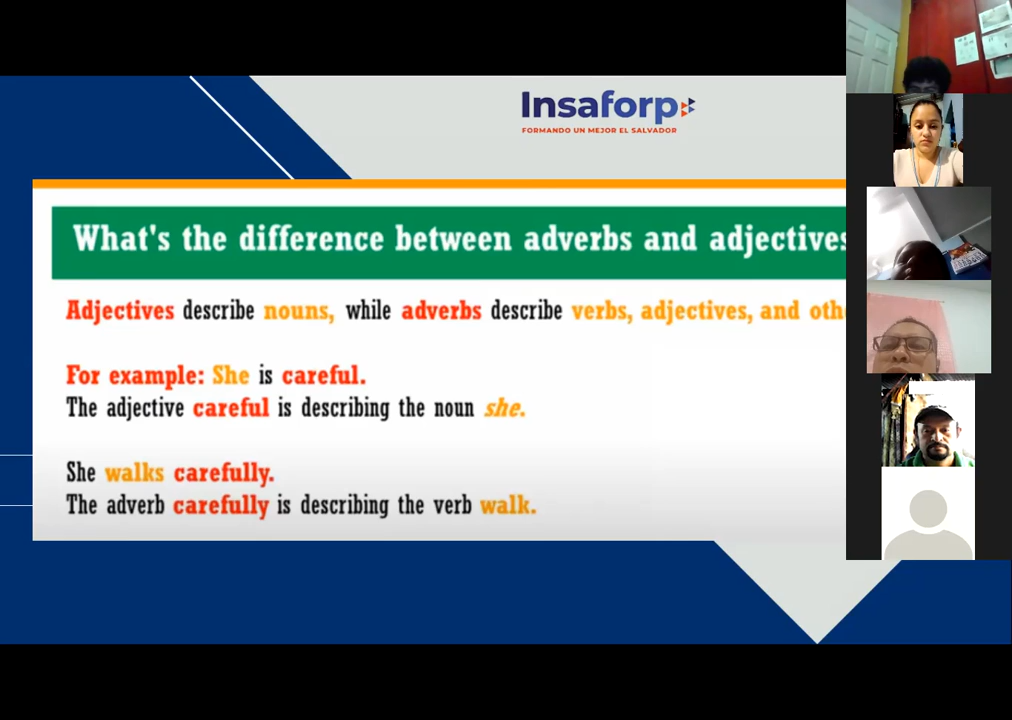 Insaforp
FORMANDO UN MEJOR EL SALVADOR
What's the difference between adverbs and adjectives
Adjectives describe nouns, while adverbs describe verbs, adjectives, and oth
For example: She is careful.
The adjective careful is describing the noun she.
She walks carefully.
The adverb carefully is describing the verb walk.